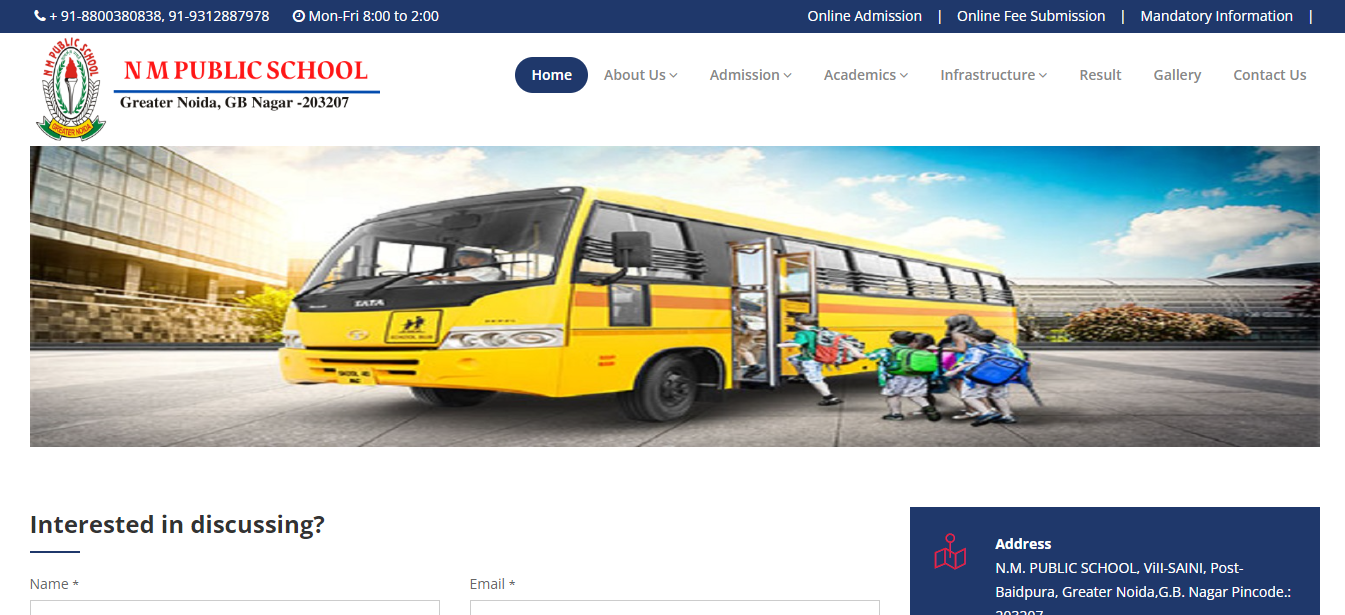 + 91-8800380838, 91-9312887978 Mon-Fri 8:00 to 2:00 Online Admission | Online Fee Submission | Mandatory Information |
N M PUBLIC SCHOOL
GREATER NOIDA
N M PUBLIC SCHOOL
Greater Noida, GB Nagar -203207
Home About Us Admission Academics Infrastructure Result Gallery Contact Us
TATA
SCHOOL BUS
Interested in discussing?
Name *
Email *
Address
N.M. PUBLIC SCHOOL, Vill-SAINI, Post-
Baidpura, Greater Noida,G.B. Nagar Pincode.:
203207